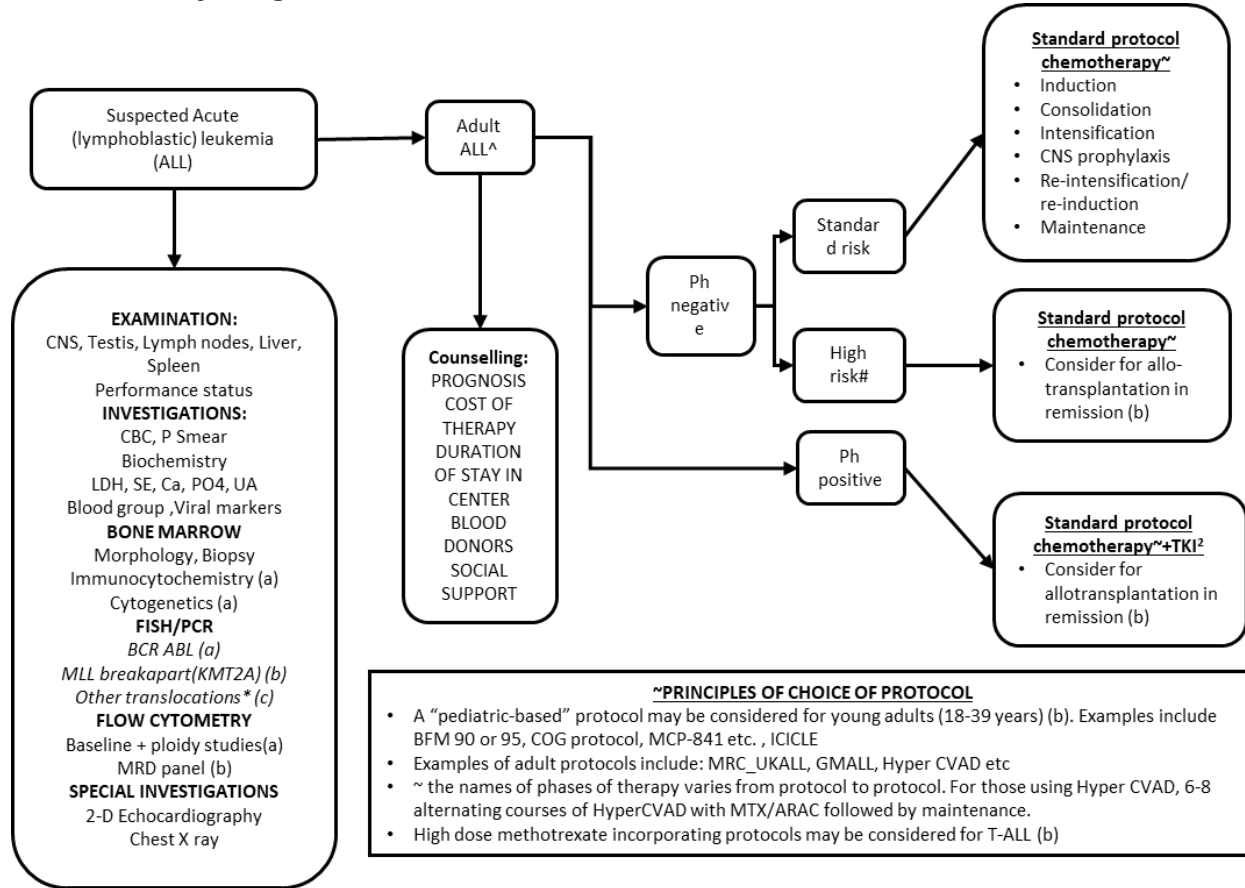 Suspected Acute
(lymphoblastic) leukemia
(ALL)
Adult
ALL^
Standard protocol
chemotherapy~
• Induction
• Consolidation
• Intensification
• CNS prophylaxis
• Re-intensification/
re-induction
• Maintenance
Standar
d risk
Ph
negativ
e
High
risk#
Standard protocol
chemotherapy~
• Consider for allo-
transplantation in
remission (b)
Ph
positive
Standard protocol
chemotherapy~+TKI²
• Consider for
allotransplantation in
remission (b)
EXAMINATION:
CNS, Testis, Lymph nodes, Liver,
Spleen
Performance status
INVESTIGATIONS:
CBC, P Smear
Biochemistry
LDH, SE, Ca, PO4, UA
Blood group ,Viral markers
BONE MARROW
Morphology, Biopsy
Immunocytochemistry (a)
Cytogenetics (a)
FISH/PCR
BCR ABL (a)
MLL breakapart(KMT2A) (b)
Other translocations* (c)
FLOW CYTOMETRY
Baseline + ploidy studies(a)
MRD panel (b)
SPECIAL INVESTIGATIONS
2-D Echocardiography
Chest X ray
Counselling:
PROGNOSIS
COST OF
THERAPY
DURATION
OF STAY IN
CENTER
BLOOD
DONORS
SOCIAL
SUPPORT
~PRINCIPLES OF CHOICE OF PROTOCOL
• A “pediatric-based” protocol may be considered for young adults (18-39 years) (b). Examples include
BFM 90 or 95, COG protocol, MCP-841 etc. , ICICLE
• Examples of adult protocols include: MRC_UKALL, GMALL, Hyper CVAD etc
• ~ the names of phases of therapy varies from protocol to protocol. For those using Hyper CVAD, 6-8
alternating courses of HyperCVAD with MTX/ARAC followed by maintenance.
• High dose methotrexate incorporating protocols may be considered for T-ALL (b)